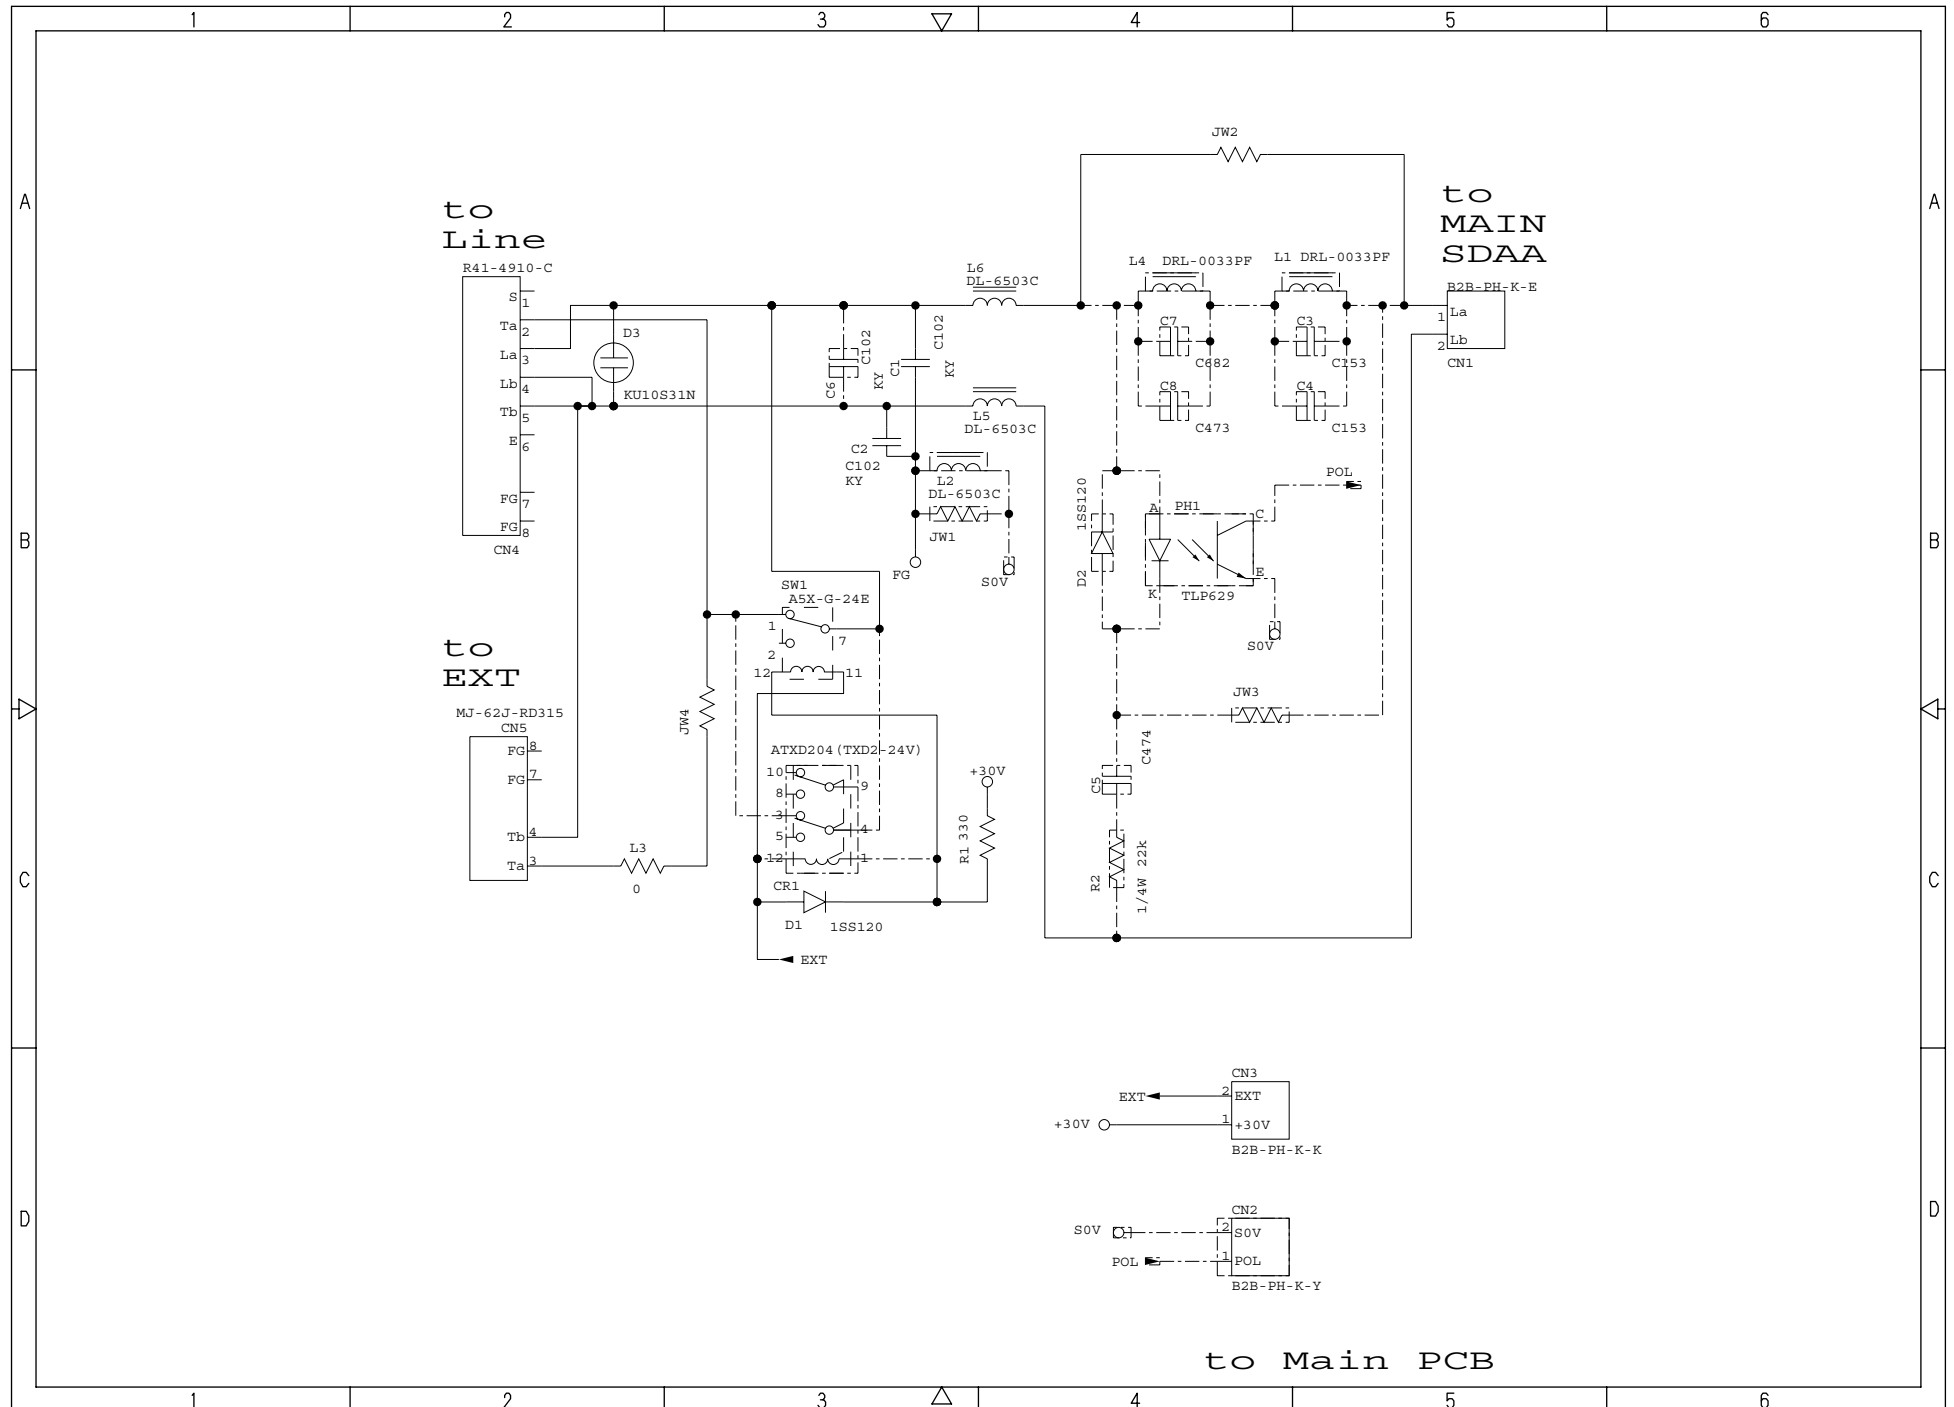 1 2 3 4 5 6
A A
B B
C C
D D
to
Line
R41-4910-C
S 1
Ta 2
La 3
Lb 4
Tb 5
E 6
FG 7
FG 8
CN4
D3
KU10S31N
C6
C102
KY
C1
C102
KY
C2
C102
KY
L6
DL-6503C
L5
DL-6503C
L2
DL-6503C
JW1
FG
S0V
JW2
L4 DRL-0033PF
L1 DRL-0033PF
C7
C682
C8
C473
C3
C153
C4
C153
to
MAIN
SDAA
B2B-PH-K-E
1 La
2 Lb
CN1
POL
D2
1SS120
A PH1
C
E
K TLP629
S0V
JW3
C5
C474
R2
1/4W 22k
to
EXT
MJ-62J-RD315
CN5
FG 8
FG 7
Tb 4
Ta 3
L3
0
JW4
SW1
A5X-G-24E
1
7
2
12 11
ATXD204(TXD2-24V)
10
9
8
3
4
5
12 1
CR1
D1 1SS120
EXT
+30V
R1 330
CN3
EXT 2 EXT
+30V 1 +30V
B2B-PH-K-K
CN2
S0V 2 S0V
POL 1 POL
B2B-PH-K-Y
to Main PCB
1 2 3 4 5 6